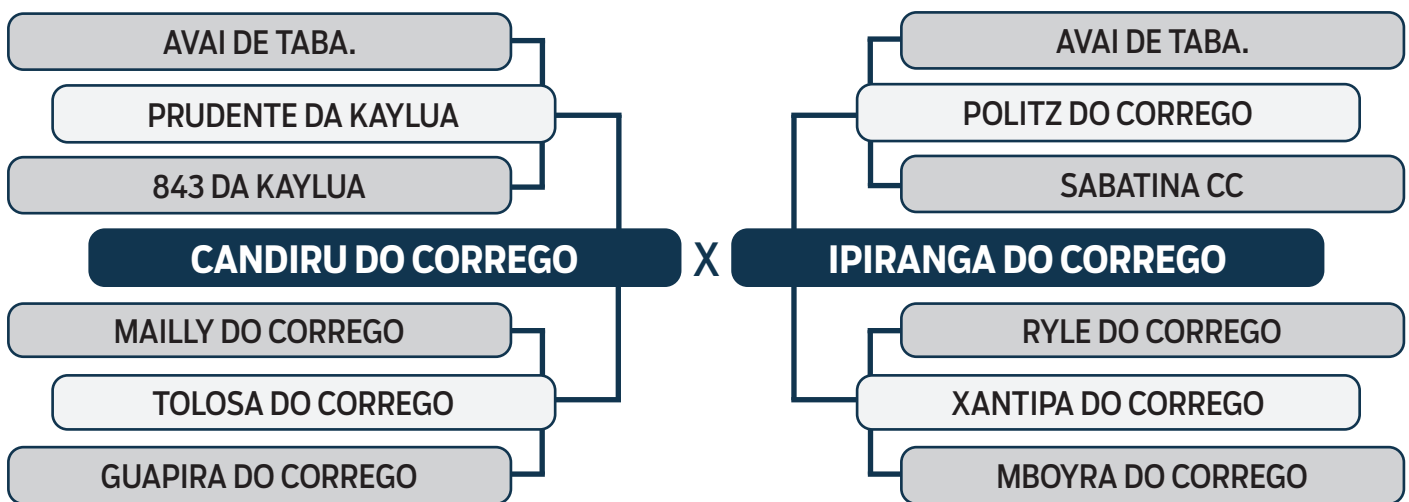 AVAI DE TABA.
PRUDENTE DA KAYLUA
843 DA KAYLUA
CANDIRU DO CORREGO
MAILLY DO CORREGO
TOLOSA DO CORREGO
GUAPIRA DO CORREGO
X
AVAI DE TABA.
POLITZ DO CORREGO
SABATINA CC
IPIRANGA DO CORREGO
RYLE DO CORREGO
XANTIPA DO CORREGO
MBOYRA DO CORREGO